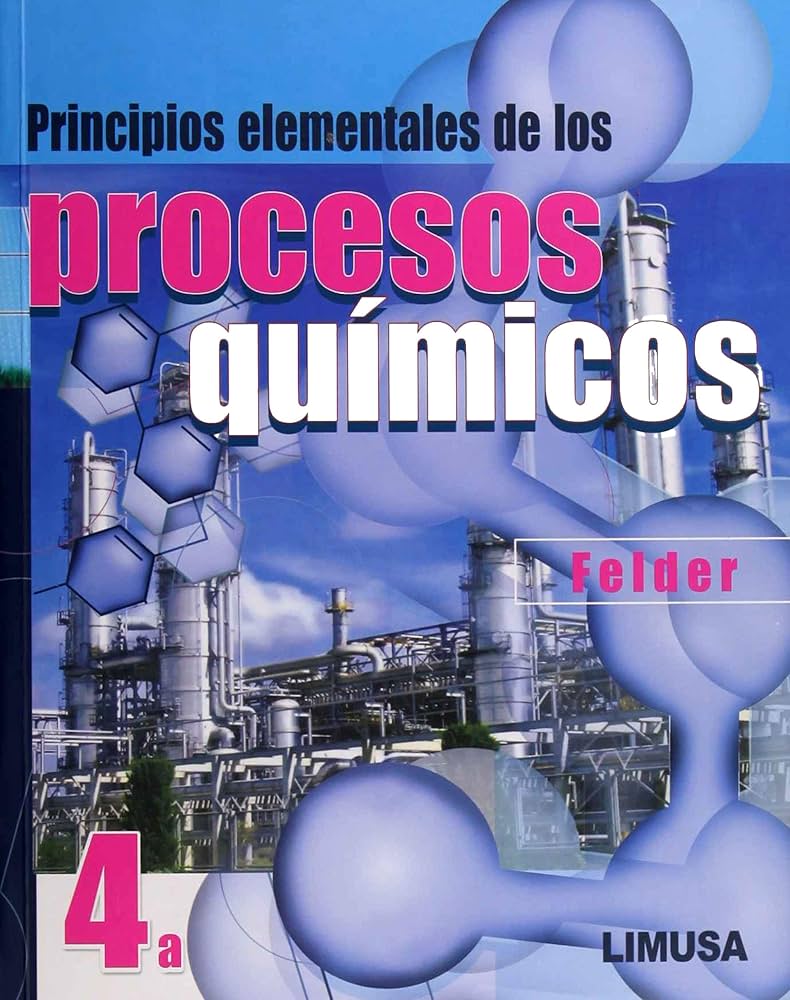 Principios elementales de los
procesos
químicos
Felder
4a
LIMUSA